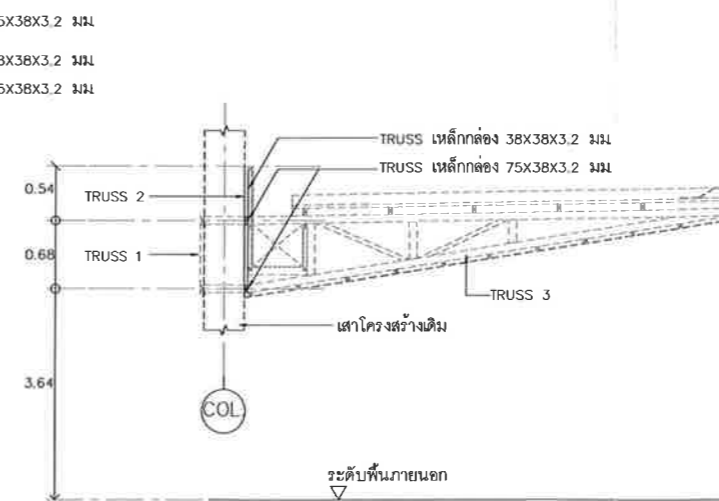 5X38X3,2 มม.
8X38X3,2 มม.
5X38X3,2 มม.
TRUSS เหล็กกล่อง 38X38X3,2 มม.
TRUSS เหล็กกล่อง 75X38X3,2 มม.
0.54
TRUSS 2
0.68
TRUSS 1
TRUSS 3
เสาโครงสร้างเดิม
3.64
COL
ระดับพื้นภายนอก